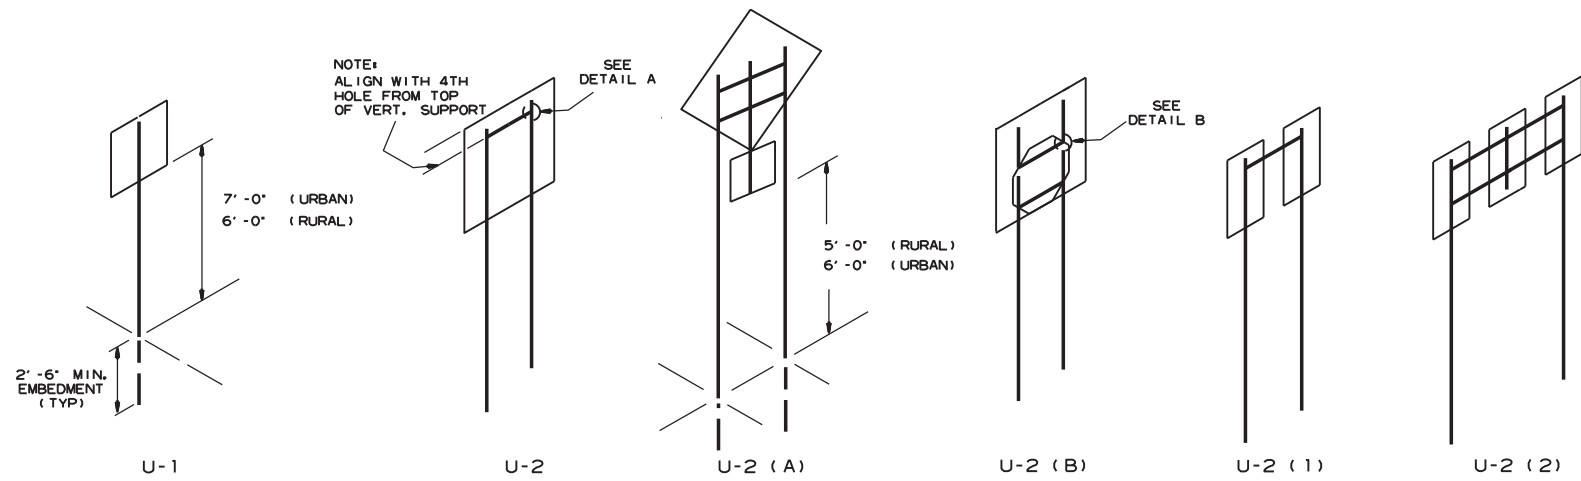 NOTE:
ALIGN WITH 4TH
HOLE FROM TOP
OF VERT. SUPPORT
SEE
DETAIL A
SEE
DETAIL B
7'-0" (URBAN)
6'-0" (RURAL)
5'-0" (RURAL)
6'-0" (URBAN)
2'-6" MIN.
EMBEDMENT
(TYP)
U-1
U-2
U-2 (A)
U-2 (B)
U-2 (1)
U-2 (2)